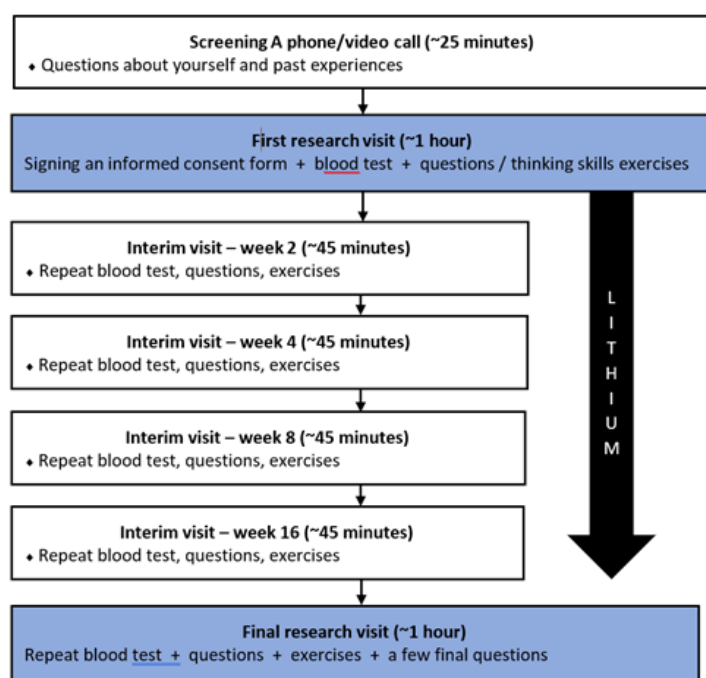 Screening A phone/video call (~25 minutes)
⬥ Questions about yourself and past experiences
First research visit (~1 hour)
Signing an informed consent form + blood test + questions / thinking skills exercises
Interim visit – week 2 (~45 minutes)
⬥ Repeat blood test, questions, exercises
Interim visit – week 4 (~45 minutes)
⬥ Repeat blood test, questions, exercises
Interim visit – week 8 (~45 minutes)
⬥ Repeat blood test, questions, exercises
Interim visit – week 16 (~45 minutes)
⬥ Repeat blood test, questions, exercises
Final research visit (~1 hour)
Repeat blood test + questions + exercises + a few final questions
LITHIUM